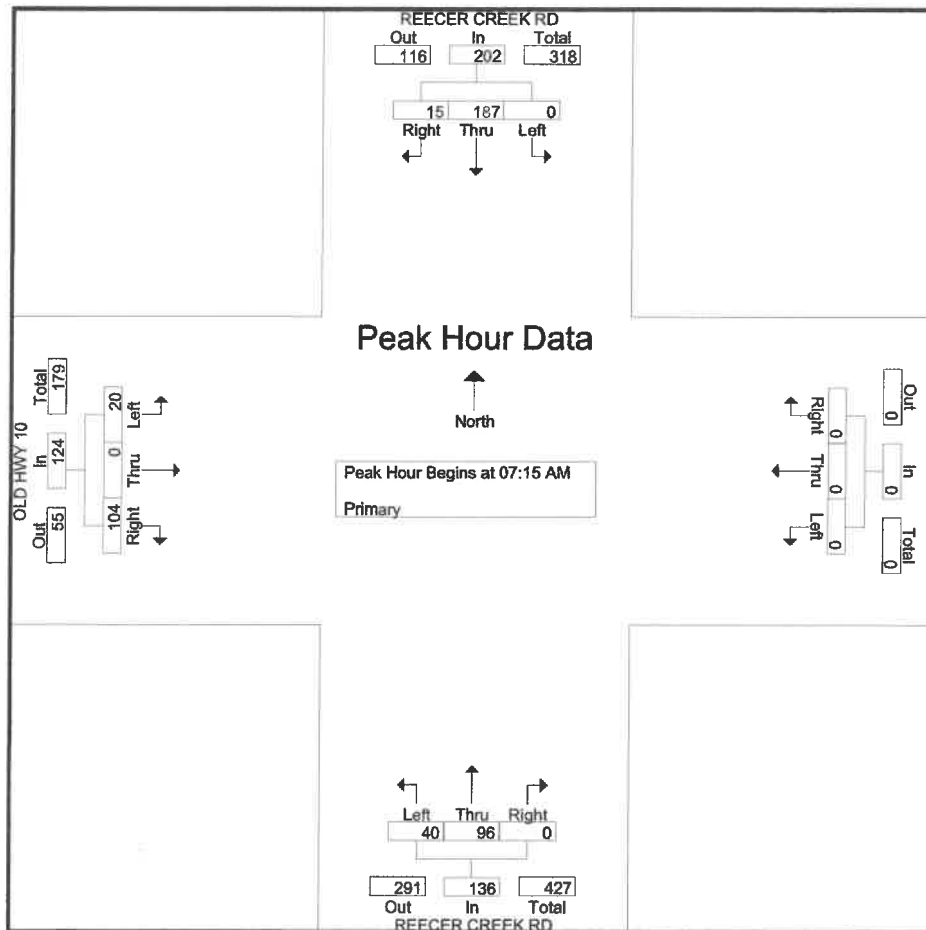 REECER CREEK RD
Out In Total
116 202 318
15 187 0
Right Thru Left
Peak Hour Data
North
Peak Hour Begins at 07:15 AM
Primary
OLD HWY 10
Out In Total
55 124 179
104 0 20
Right Thru Left
Out In Total
0 0 0
0 0 0
Right Thru Left
Left Thru Right
40 96 0
291 136 427
Out In Total
REECER CREEK RD